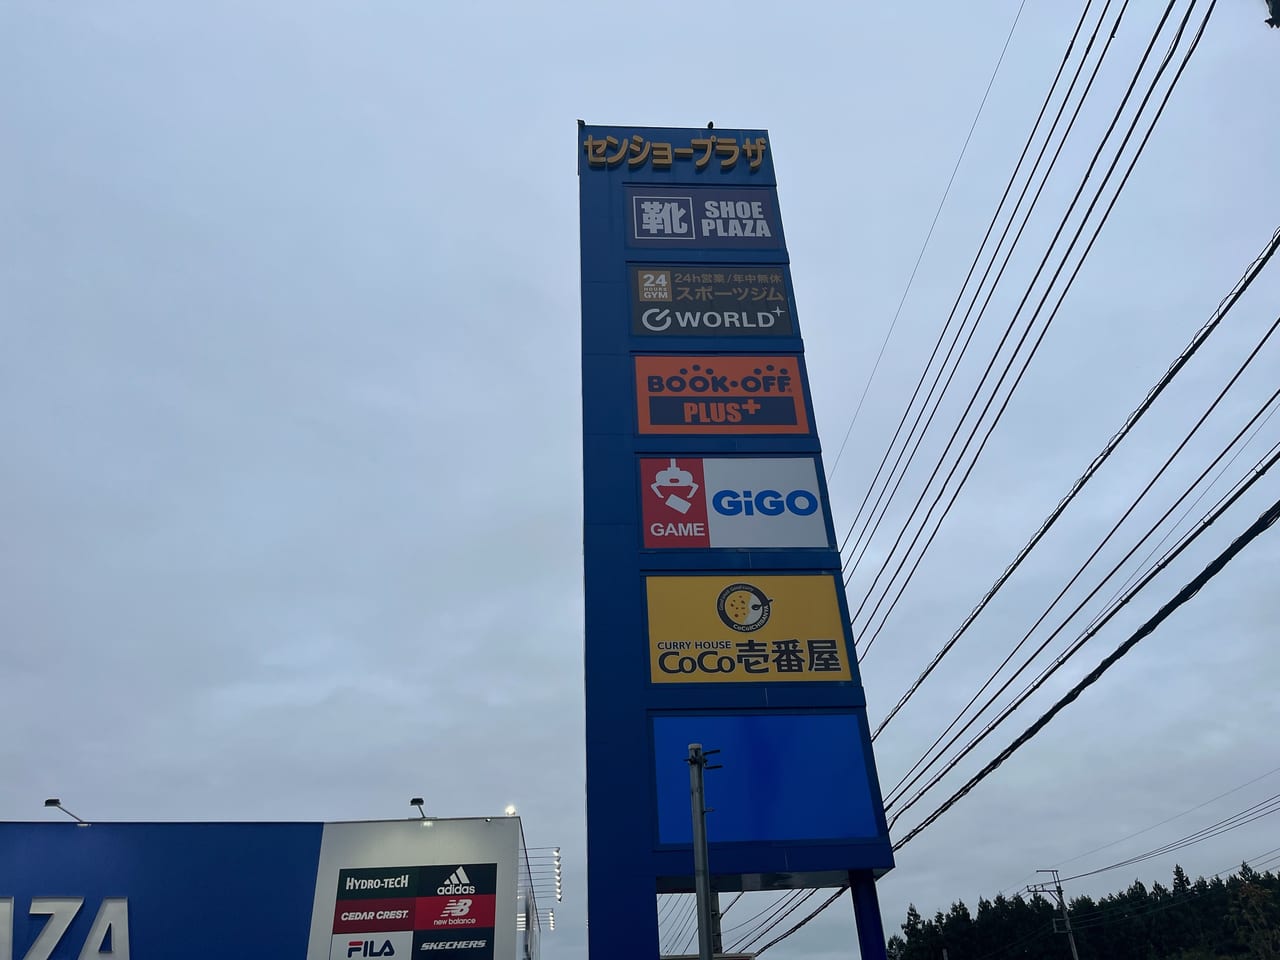 センショープラザ
靴 SHOE
PLAZA
24
HOURS
GYM
24h営業/年中無休
スポーツジム
WORLD+
BOOK・OFF
PLUS+
GAME
GiGO
CoCoICHIBANYA
CURRY HOUSE
CoCo壱番屋
AZA
HYDRO-TECH
adidas
CEDAR CREST.
new balance
FILA
SKECHERS